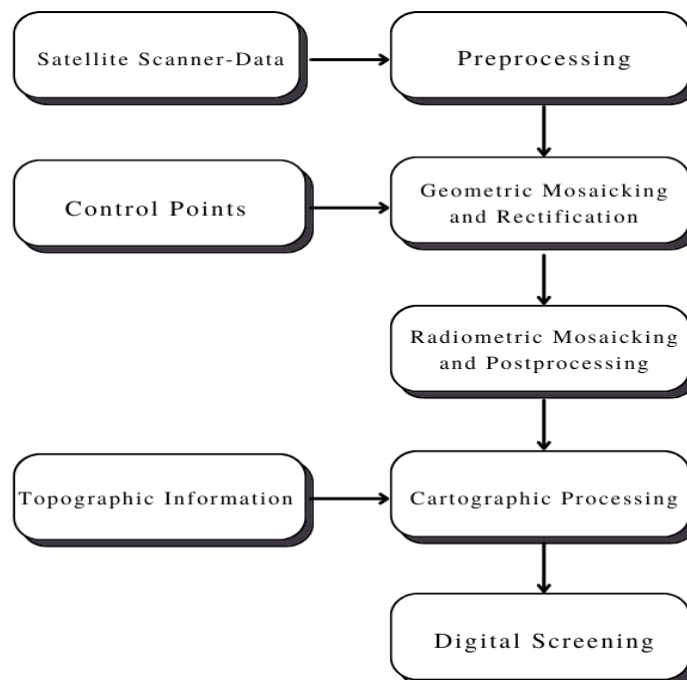 Satellite Scanner-Data
Preprocessing
Control Points
Geometric Mosaicking
and Rectification
Radiometric Mosaicking
and Postprocessing
Topographic Information
Cartographic Processing
Digital Screening